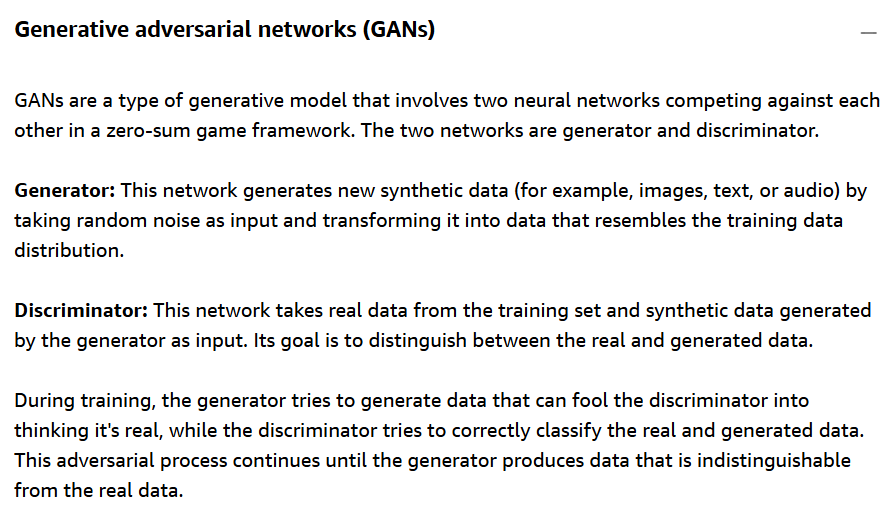 Generative adversarial networks (GANs)
GANs are a type of generative model that involves two neural networks competing against each
other in a zero-sum game framework. The two networks are generator and discriminator.
Generator: This network generates new synthetic data (for example, images, text, or audio) by
taking random noise as input and transforming it into data that resembles the training data
distribution.
Discriminator: This network takes real data from the training set and synthetic data generated
by the generator as input. Its goal is to distinguish between the real and generated data.
During training, the generator tries to generate data that can fool the discriminator into
thinking it's real, while the discriminator tries to correctly classify the real and generated data.
This adversarial process continues until the generator produces data that is indistinguishable
from the real data.